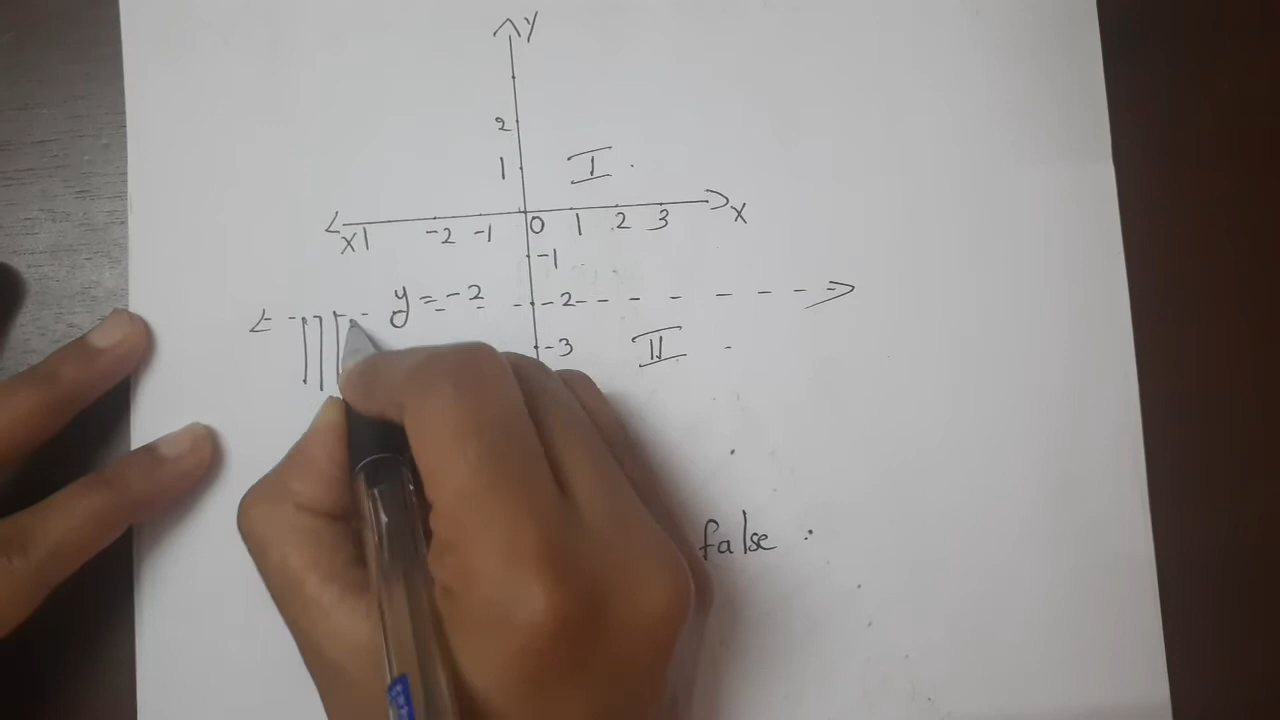 Y
2
1 I
-2 -1 0 1 2 3 X
X1
-1
y = -2 -2
-3 II
false